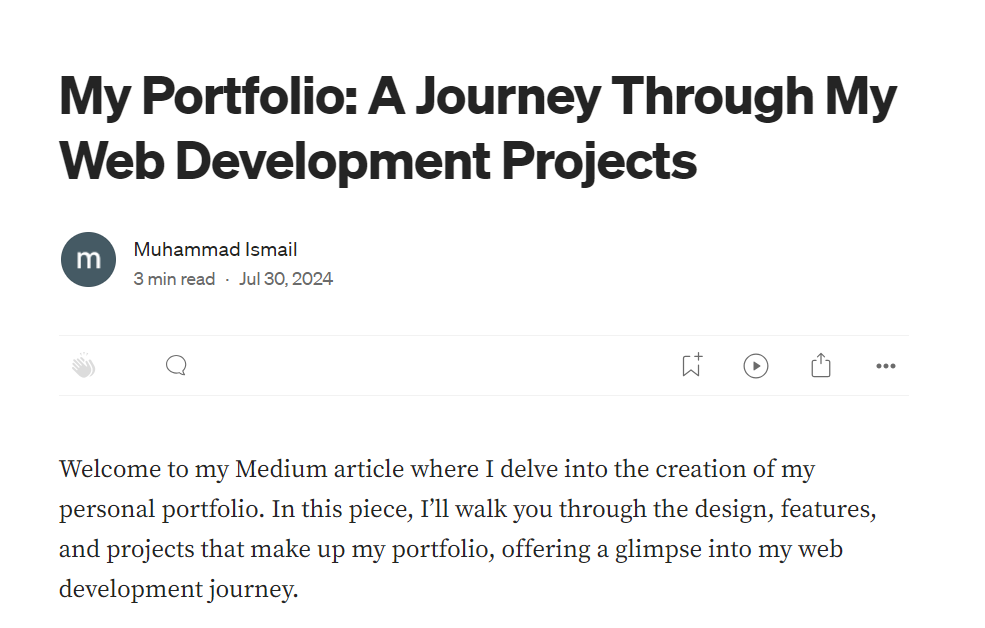 My Portfolio: A Journey Through My
Web Development Projects
m
Muhammad Ismail
3 min read · Jul 30, 2024
Welcome to my Medium article where I delve into the creation of my
personal portfolio. In this piece, I’ll walk you through the design, features,
and projects that make up my portfolio, offering a glimpse into my web
development journey.